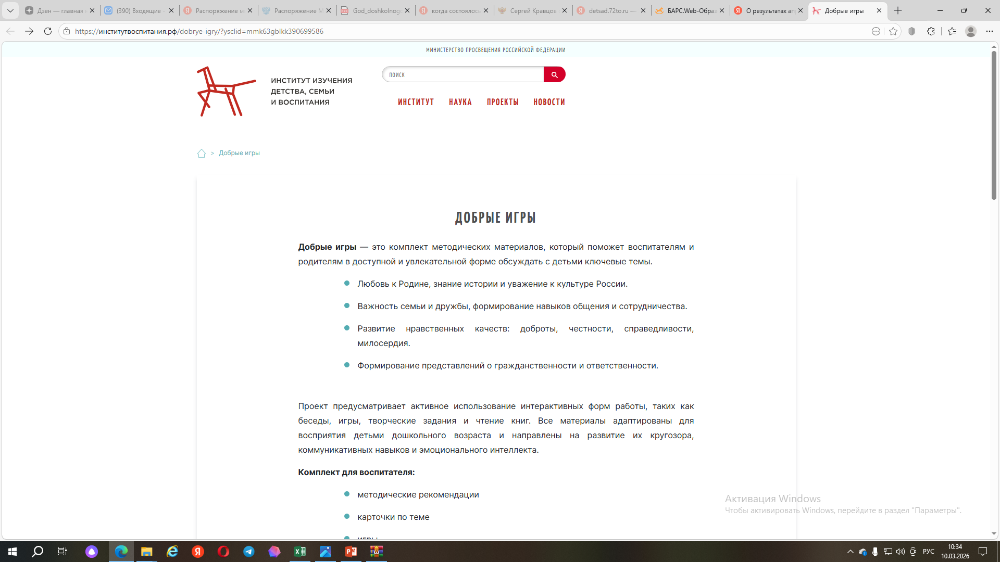 Дзен — главная
(390) Входящие -
Распоряжение м
Распоряжение М
God_doshkolnogo
когда состоялось
Сергей Кравцов
detsad.72to.ru —
БАРС.Web-Образ
О результатах ап
Добрые игры
https://институтвоспитания.рф/dobrye-igry/?ysclid=mmk63gblkk390699586
МИНИСТЕРСТВО ПРОСВЕЩЕНИЯ РОССИЙСКОЙ ФЕДЕРАЦИИ
ИНСТИТУТ ИЗУЧЕНИЯ
ДЕТСТВА, СЕМЬИ
И ВОСПИТАНИЯ
ПОИСК
ИНСТИТУТ НАУКА ПРОЕКТЫ НОВОСТИ
> Добрые игры
ДОБРЫЕ ИГРЫ
Добрые игры — это комплект методических материалов, который поможет воспитателям и
родителям в доступной и увлекательной форме обсуждать с детьми ключевые темы.
Любовь к Родине, знание истории и уважение к культуре России.
Важность семьи и дружбы, формирование навыков общения и сотрудничества.
Развитие нравственных качеств: доброты, честности, справедливости,
милосердия.
Формирование представлений о гражданственности и ответственности.
Проект предусматривает активное использование интерактивных форм работы, таких как
беседы, игры, творческие задания и чтение книг. Все материалы адаптированы для
восприятия детьми дошкольного возраста и направлены на развитие их кругозора,
коммуникативных навыков и эмоционального интеллекта.
Комплект для воспитателя:
методические рекомендации
карточки по теме
игры
Активация Windows
Чтобы активировать Windows, перейдите в раздел "Параметры".
РУС
10:34
10.03.2026